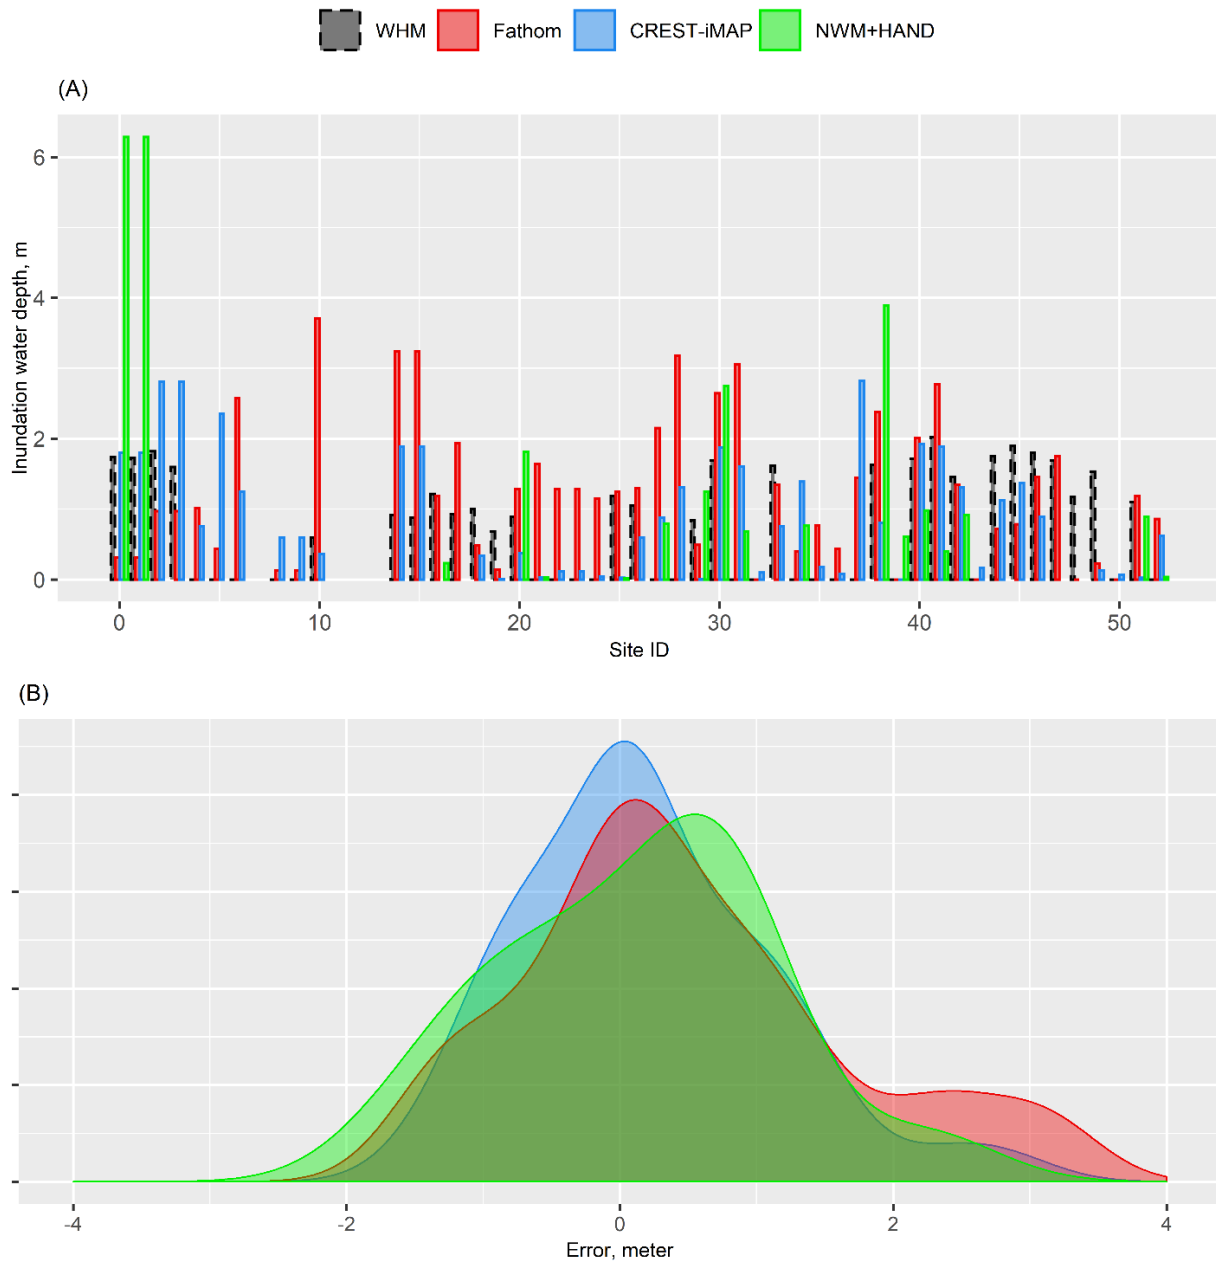 WHM Fathom CREST-iMAP NWM+HAND
(A)
Inundation water depth, m
6
4
2
0
0 10 20 30 40 50
Site ID
(B)
-4 -2 0 2 4
Error, meter